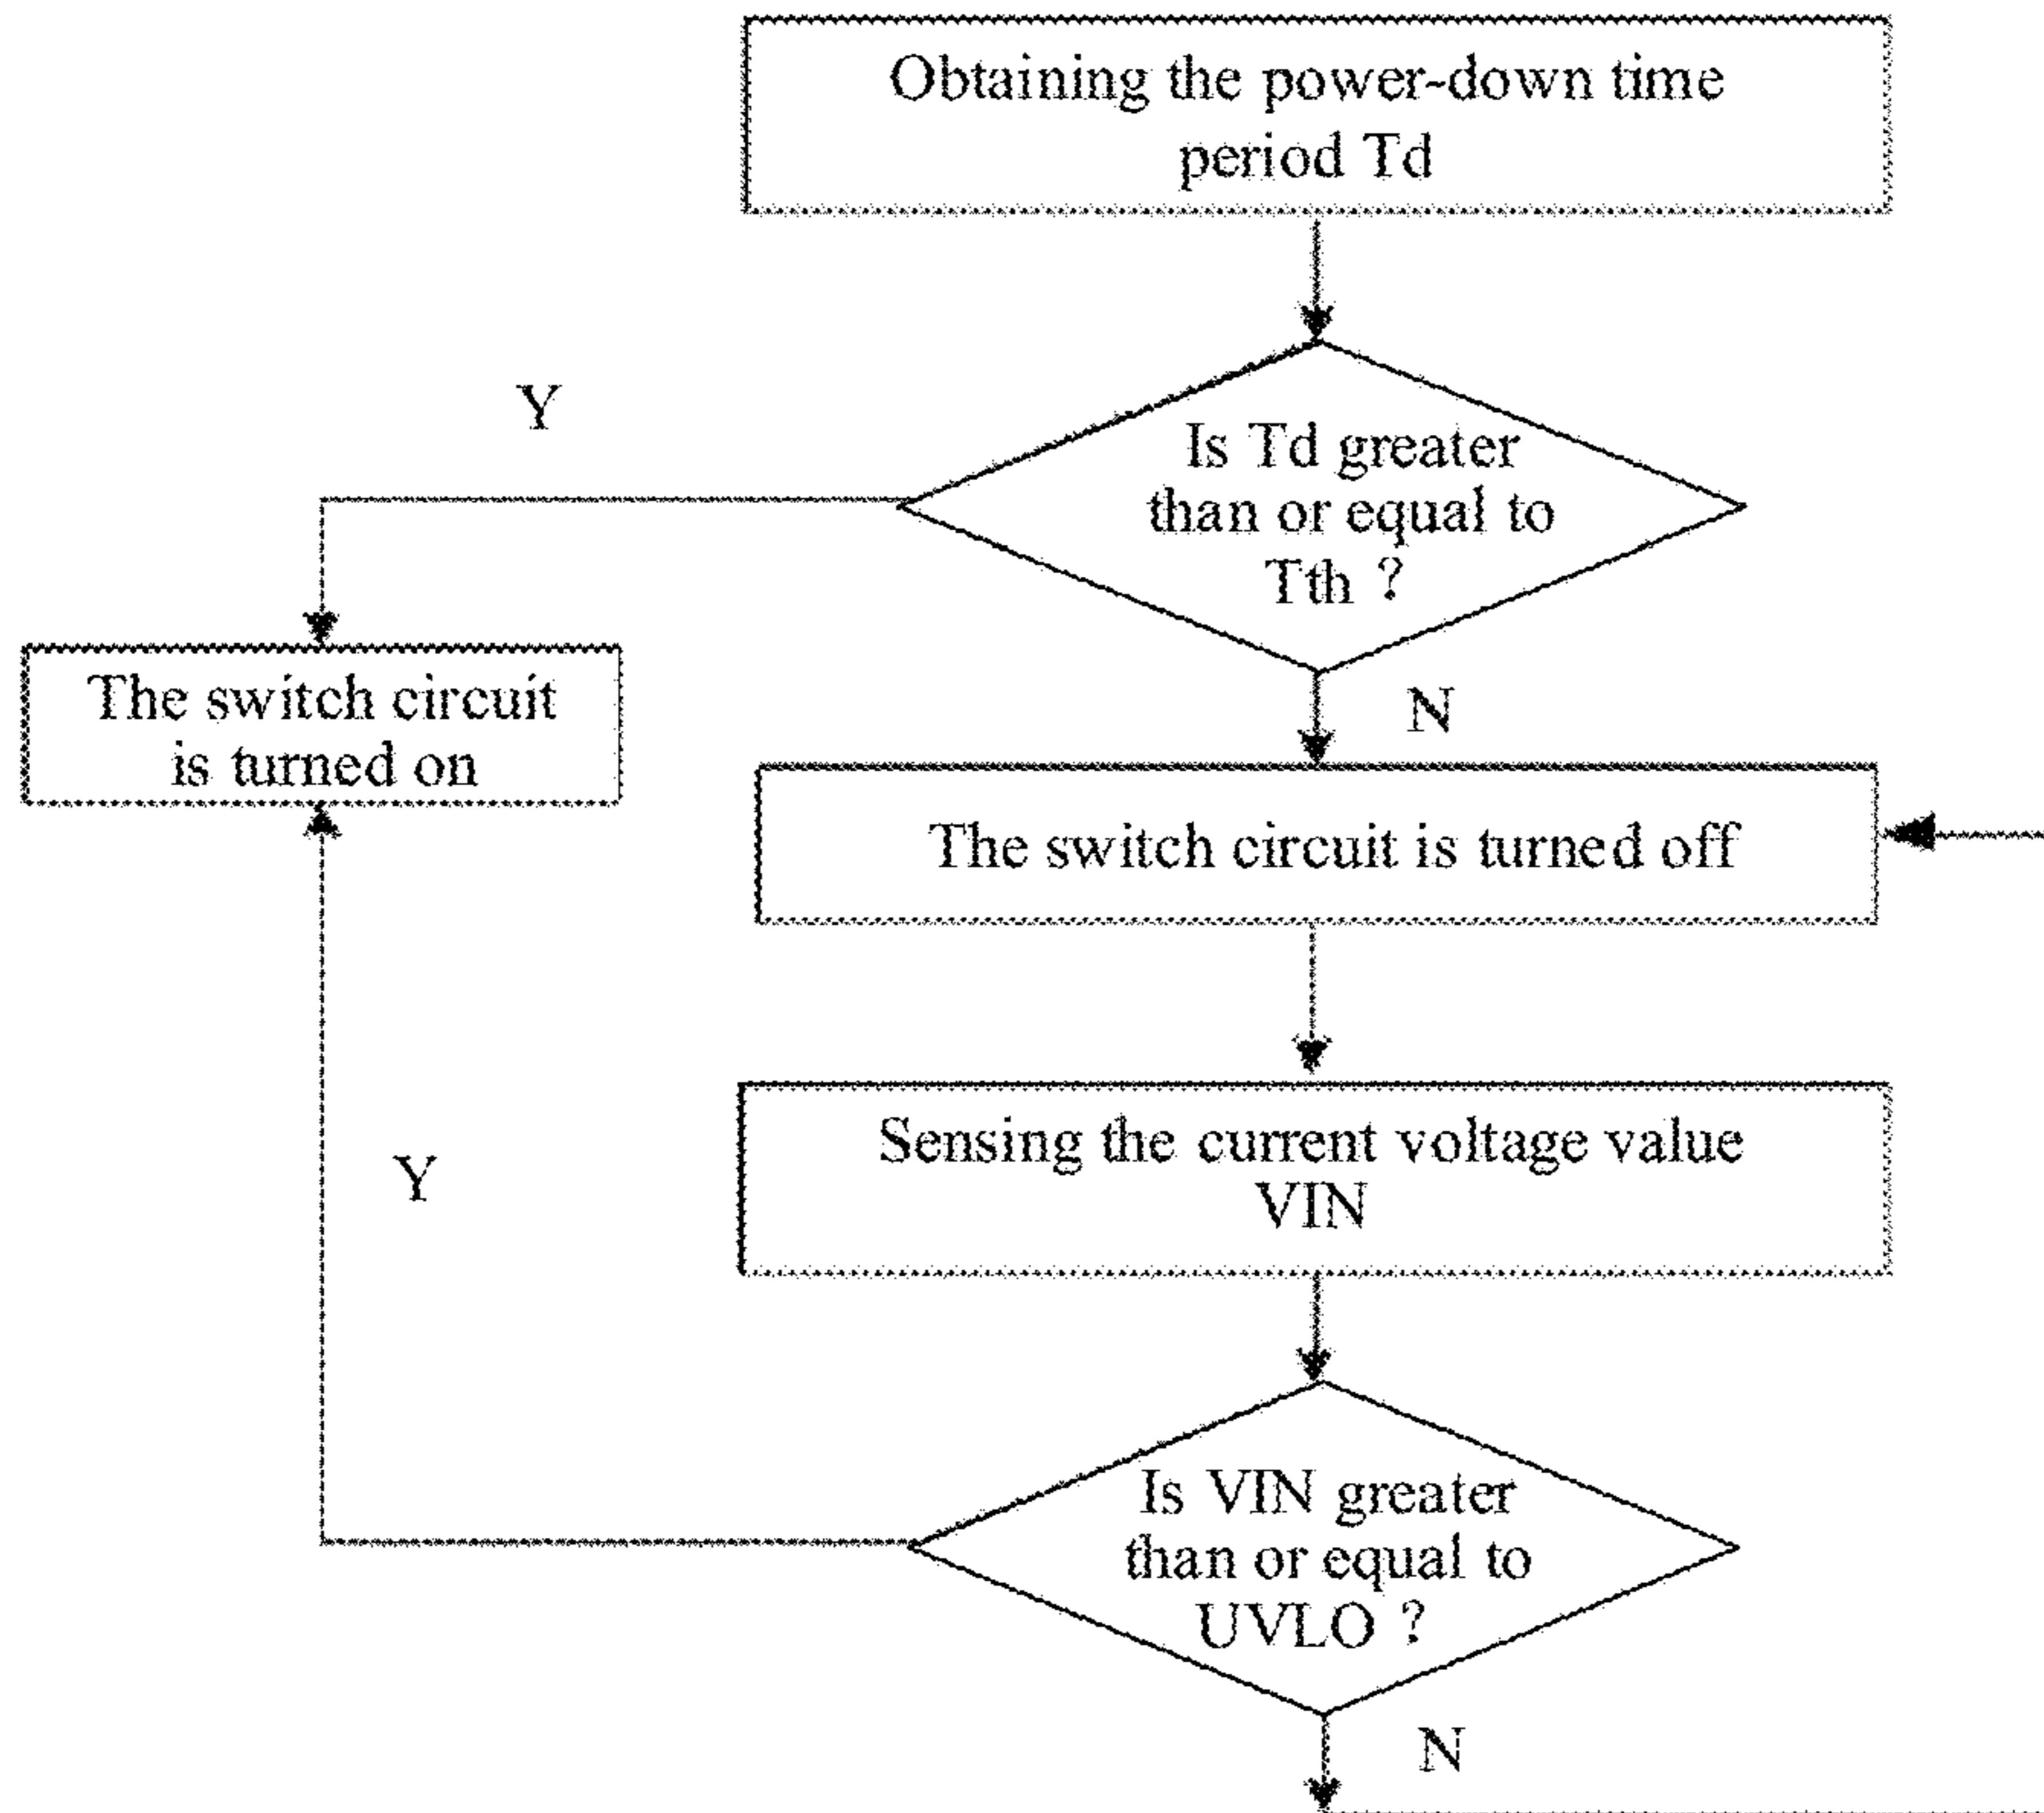 Obtaining the power-down time
period Td
Y
Is Td greater
than or equal to
Tth ?
N
The switch circuit
is turned on
The switch circuit is turned off
Sensing the current voltage value
VIN
Y
Is VIN greater
than or equal to
UVLO ?
N